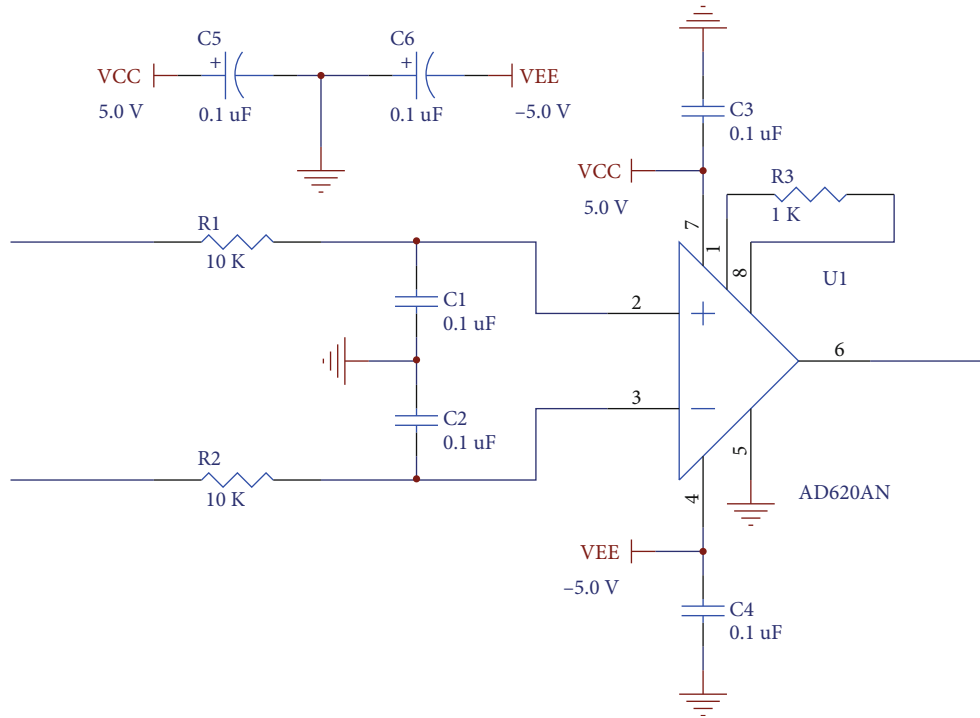 C5
C6
+
+
VCC
VEE
5.0 V
0.1 uF
0.1 uF
–5.0 V
C3
0.1 uF
VCC
5.0 V
R3
1 K
7
1
8
U1
R1
10 K
C1
0.1 uF
2
+
6
3
−
C2
0.1 uF
R2
10 K
5
4
AD620AN
VEE
–5.0 V
C4
0.1 uF